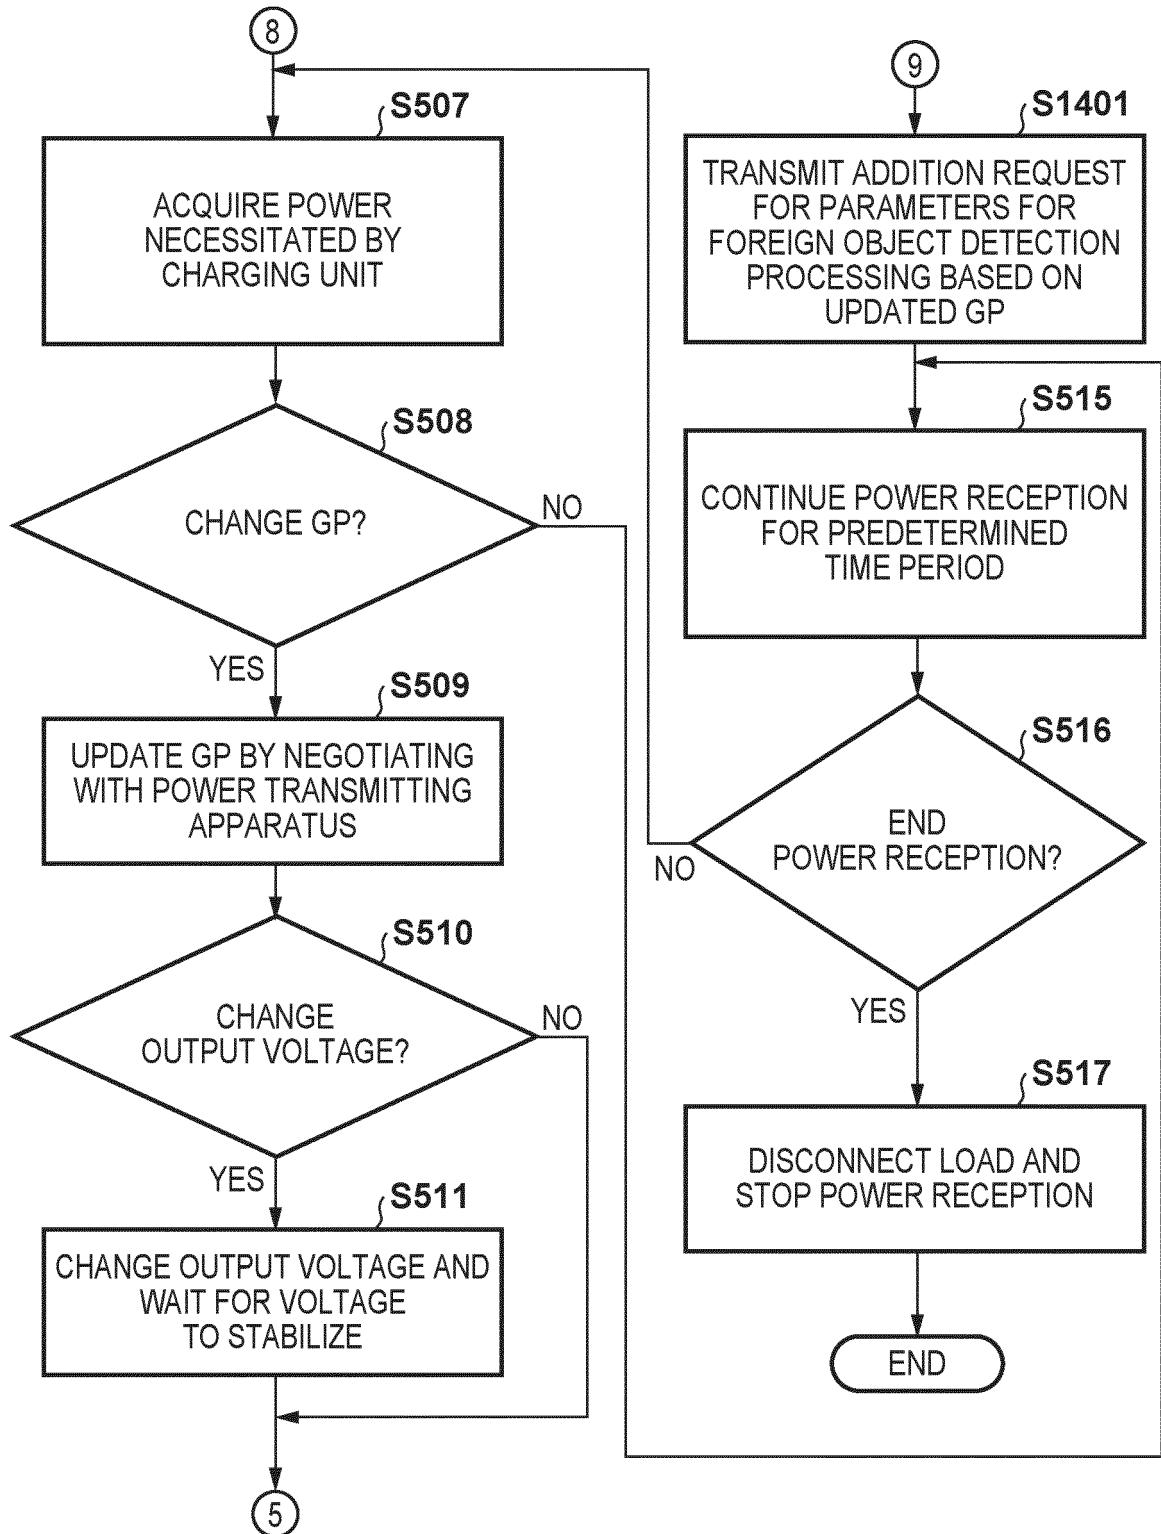 8
S507
ACQUIRE POWER
NECESSITATED BY
CHARGING UNIT
S508
CHANGE GP?
NO
YES
S509
UPDATE GP BY NEGOTIATING
WITH POWER TRANSMITTING
APPARATUS
S510
CHANGE
OUTPUT VOLTAGE?
NO
YES
S511
CHANGE OUTPUT VOLTAGE AND
WAIT FOR VOLTAGE
TO STABILIZE
5
9
S1401
TRANSMIT ADDITION REQUEST
FOR PARAMETERS FOR
FOREIGN OBJECT DETECTION
PROCESSING BASED ON
UPDATED GP
S515
CONTINUE POWER RECEPTION
FOR PREDETERMINED
TIME PERIOD
S516
END
POWER RECEPTION?
NO
YES
S517
DISCONNECT LOAD AND
STOP POWER RECEPTION
END